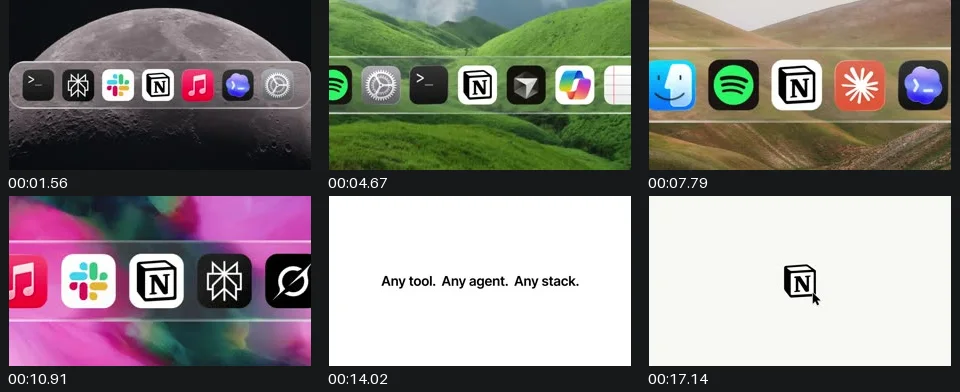 >_
N
>_
00:01.56
>_
N
00:04.67
N
>_
00:07.79
N
00:10.91
Any tool. Any agent. Any stack.
00:14.02
N
00:17.14